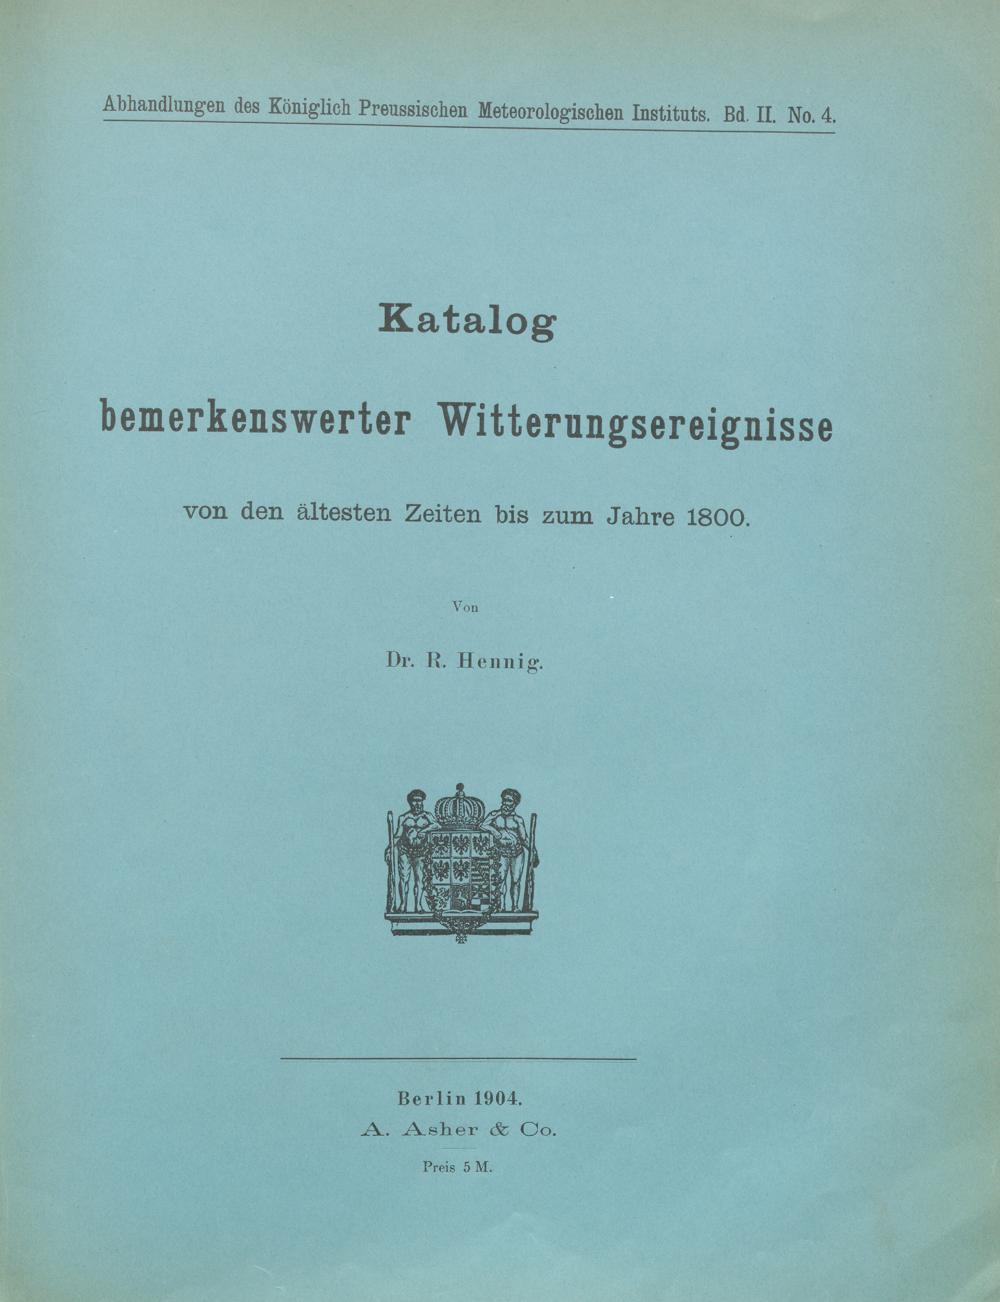 Abhandlungen des Königlich Preussischen Meteorologischen Instituts. Bd. II. No. 4.
Katalog
bemerkenswerter Witterungsereignisse
von den ältesten Zeiten bis zum Jahre 1800.
Von
Dr. R. Hennig.
Berlin 1904.
A. Asher & Co.
Preis 5 M.